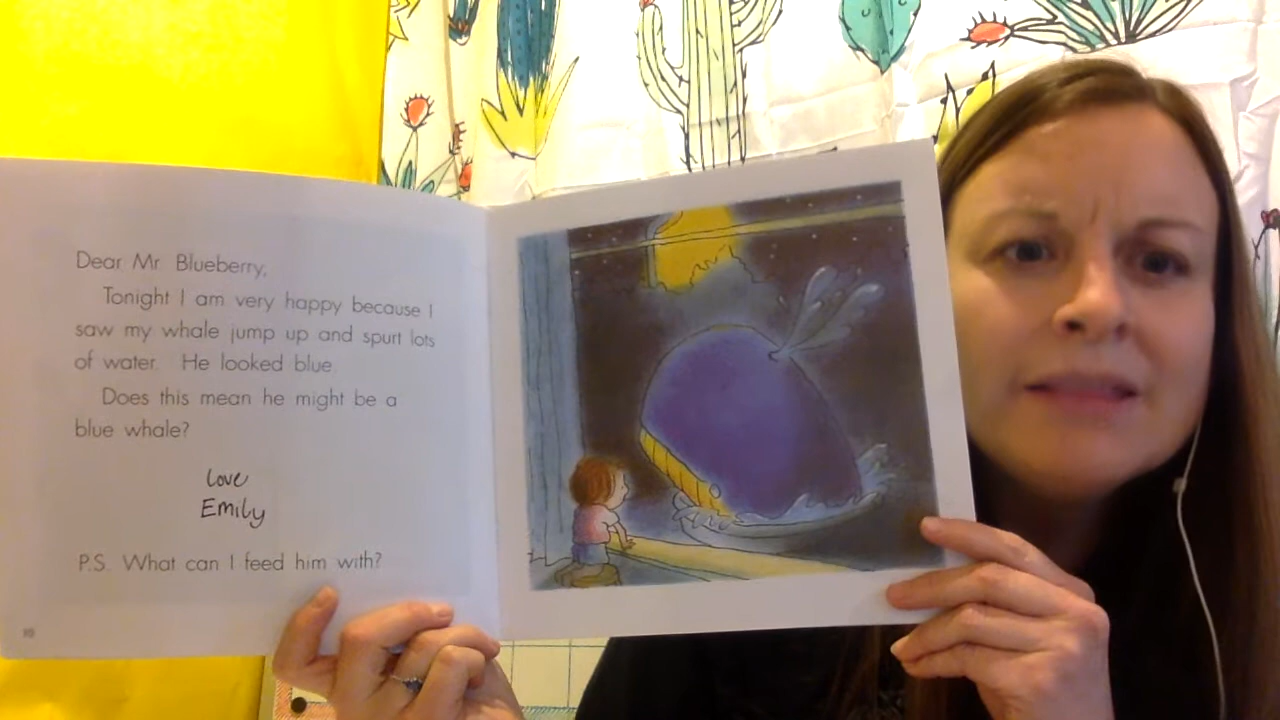 Dear Mr Blueberry,
Tonight I am very happy because I
saw my whale jump up and spurt lots
of water. He looked blue.
Does this mean he might be a
blue whale?
Love
Emily
P.S. What can I feed him with?
10